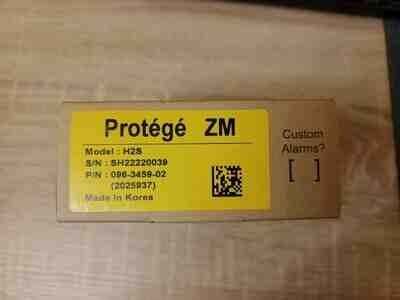 Protégé ZM
Model : H2S
S/N : SH22220039
P/N : 096-3459-02
(2025937)
Made in Korea
Custom
Alarms?
[ ]